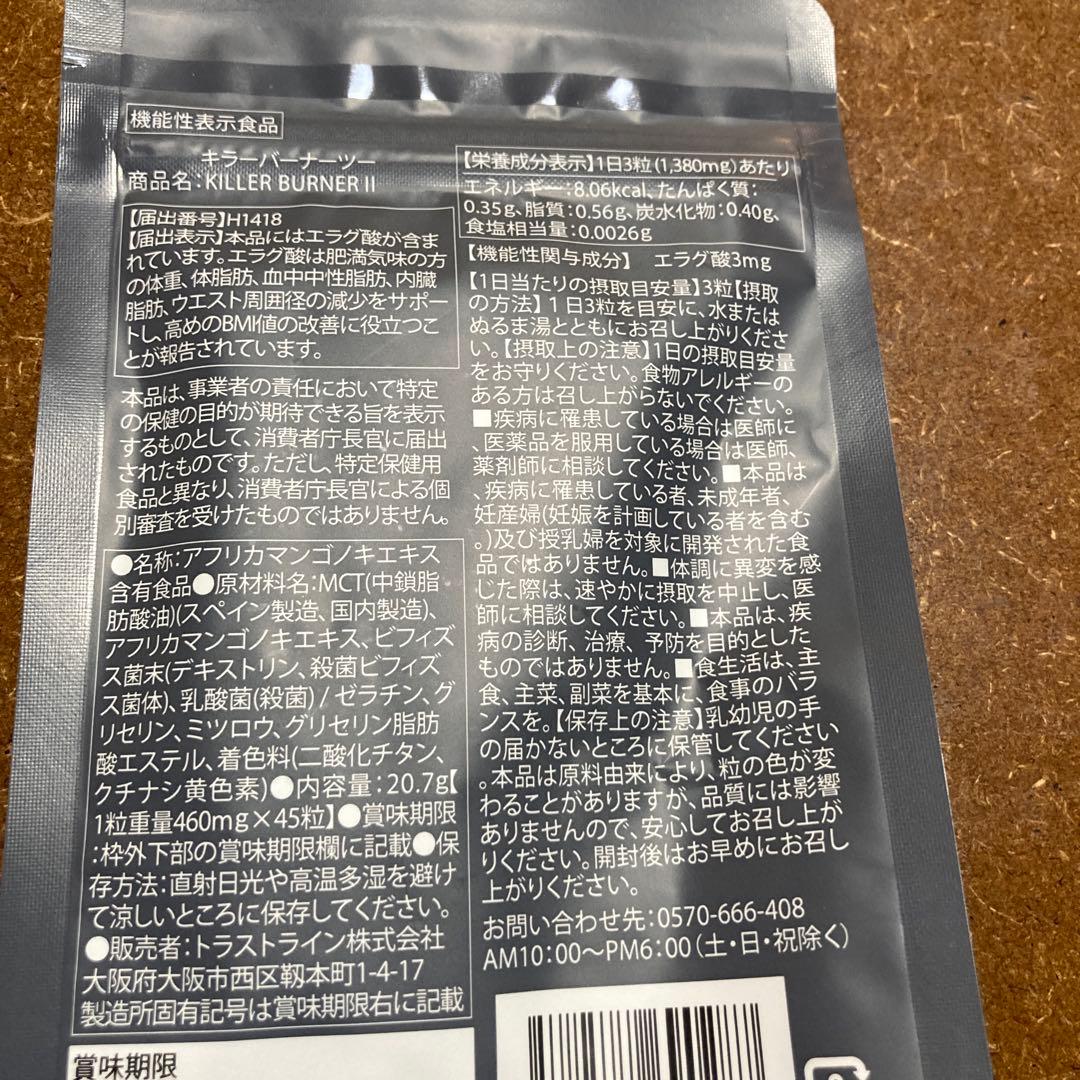 機能性表示食品
キラーバーナーツー
商品名:KILLER BURNER II
【届出番号】H1418
【届出表示】本品にはエラグ酸が含ま
れています。エラグ酸は肥満気味の方
の体重、体脂肪、血中中性脂肪、内臓
脂肪、ウエスト周囲径の減少をサポー
トし、高めのBMI値の改善に役立つこ
とが報告されています。
本品は、事業者の責任において特定
の保健の目的が期待できる旨を表示
するものとして、消費者庁長官に届出
されたものです。ただし、特定保健用
食品と異なり、消費者庁長官による個
別審査を受けたものではありません。
●名称:アフリカマンゴノキエキス
含有食品●原材料名:MCT(中鎖脂
肪酸油)(スペイン製造、国内製造)、
アフリカマンゴノキエキス、ビフィズ
ス菌末(デキストリン、殺菌ビフィズ
ス菌体)、乳酸菌(殺菌) / ゼラチン、グ
リセリン、ミツロウ、グリセリン脂肪
酸エステル、着色料(二酸化チタン、
クチナシ黄色素)●内容量:20.7g【
1粒重量460mg×45粒】●賞味期限
:枠外下部の賞味期限欄に記載●保
存方法:直射日光や高温多湿を避け
て涼しいところに保存してください。
●販売者:トラストライン株式会社
大阪府大阪市西区靱本町1-4-17
製造所固有記号は賞味期限右に記載
賞味期限
【栄養成分表示】1日3粒(1,380mg)あたり
エネルギー:8.06kcal、たんぱく質:
0.35g、脂質:0.56g、炭水化物:0.40g、
食塩相当量:0.0026g
【機能性関与成分】 エラグ酸3mg
【1日当たりの摂取目安量】3粒【摂取
の方法】1日3粒を目安に、水または
ぬるま湯とともにお召し上がりくださ
い。【摂取上の注意】1日の摂取目安量
をお守りください。食物アレルギーの
ある方は召し上がらないでください。
■疾病に罹患している場合は医師に
、医薬品を服用している場合は医師、
薬剤師に相談してください。■本品は
、疾病に罹患している者、未成年者、
妊産婦(妊娠を計画している者を含む
。)及び授乳婦を対象に開発された食
品ではありません。■体調に異変を感
じた際は、速やかに摂取を中止し、医
師に相談してください。■本品は、疾
病の診断、治療、予防を目的とした
ものではありません。■食生活は、主
食、主菜、副菜を基本に、食事のバラ
ンスを。【保存上の注意】乳幼児の手
の届かないところに保管してください
。本品は原料由来により、粒の色が変
わることがありますが、品質には影響
ありませんので、安心してお召し上が
りください。開封後はお早めにお召し
上がりください。
お問い合わせ先:0570-666-408
AM10:00〜PM6:00(土・日・祝除く)